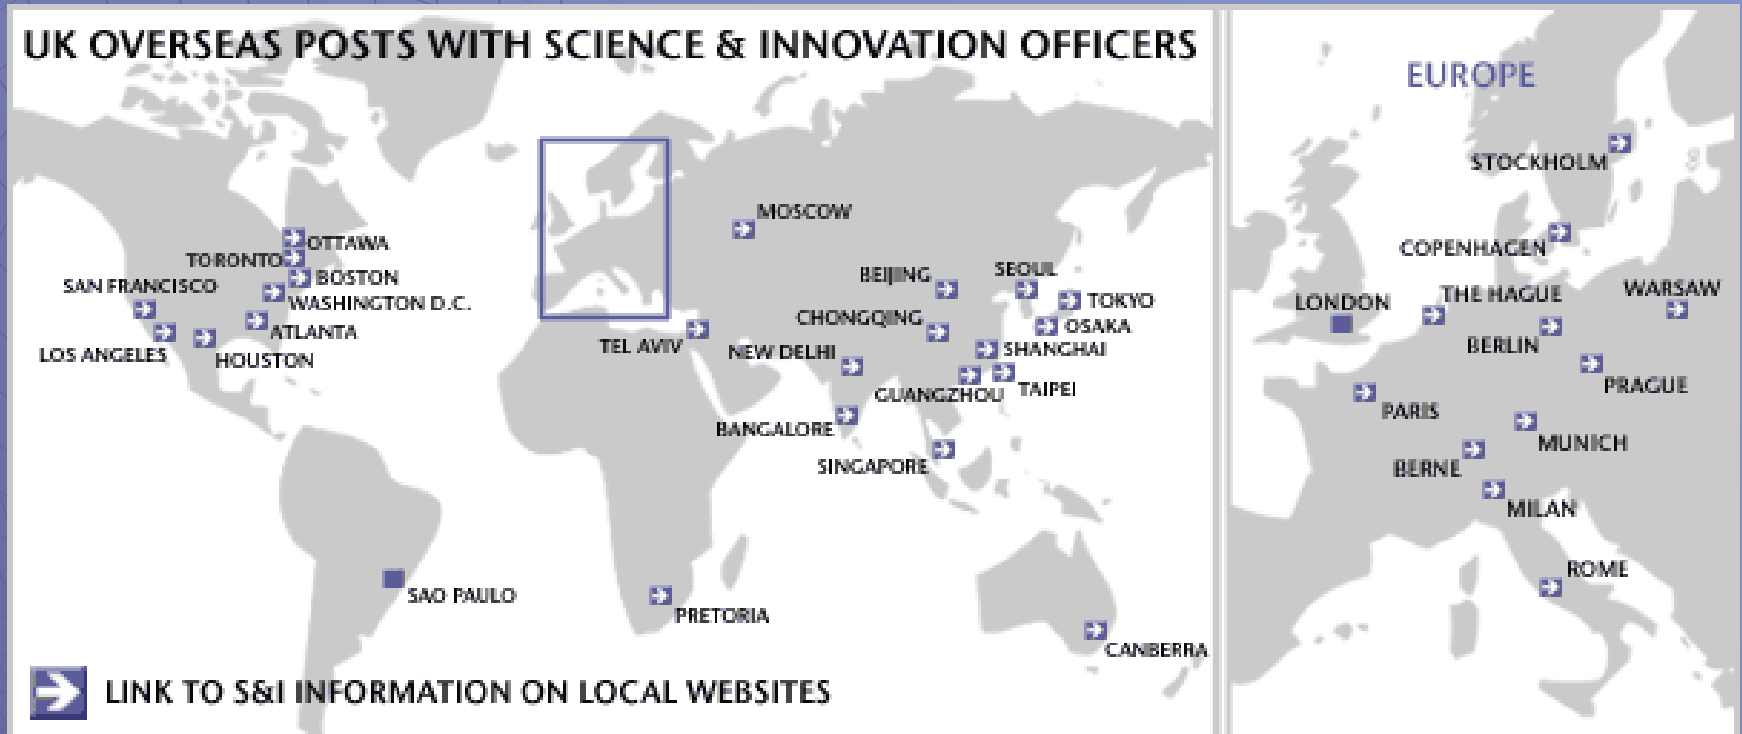 UK OVERSEAS POSTS WITH SCIENCE & INNOVATION OFFICERS
EUROPE
STOCKHOLM
MOSCOW
OTTAWA
TORONTO
BOSTON
SAN FRANCISCO
WASHINGTON D.C.
ATLANTA
LOS ANGELES
HOUSTON
BEIJING
SEOUL
TOKYO
CHONGQING
OSAKA
TEL AVIV
NEW DELHI
SHANGHAI
GUANGZHOU
TAIPEI
BANGALORE
SINGAPORE
SAO PAULO
PRETORIA
CANBERRA
COPENHAGEN
LONDON
THE HAGUE
WARSAW
BERLIN
PRAGUE
PARIS
MUNICH
BERNE
MILAN
ROME
LINK TO S&I INFORMATION ON LOCAL WEBSITES